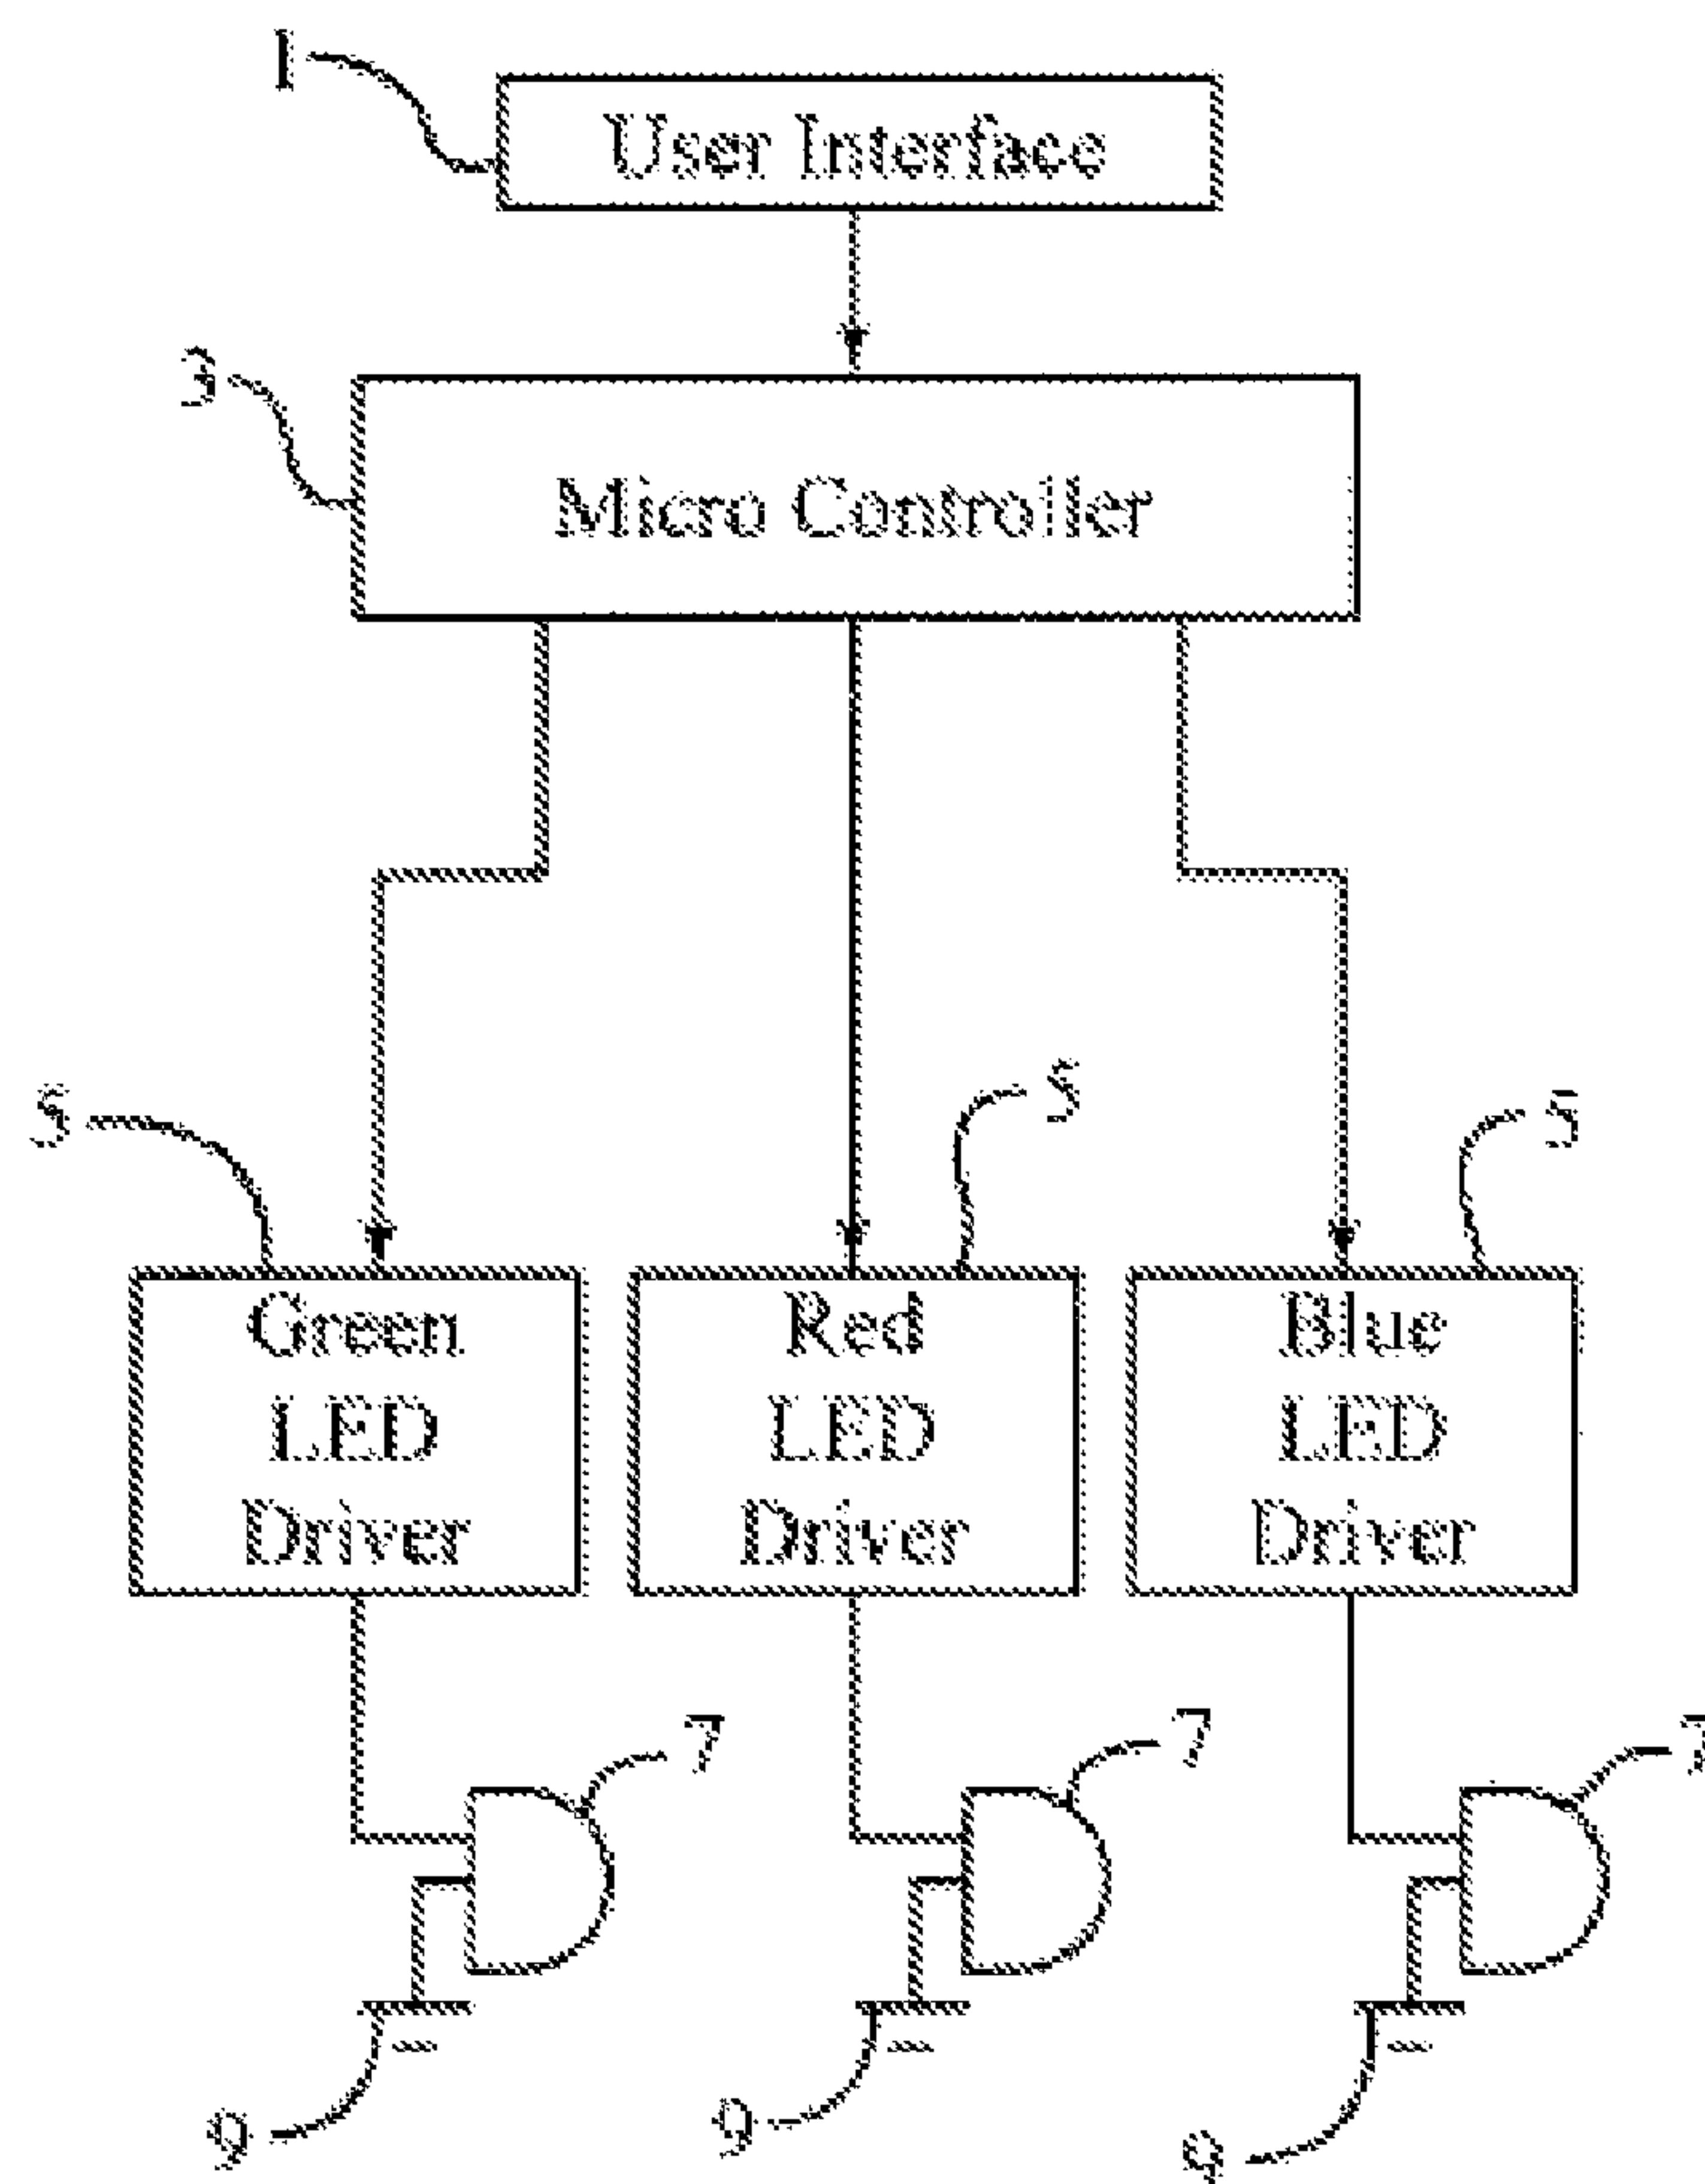 1
User Interface
3
Micro Controller
5
5
5
Green
LED
Driver
Red
LED
Driver
Blue
LED
Driver
7
7
7
9
9
9